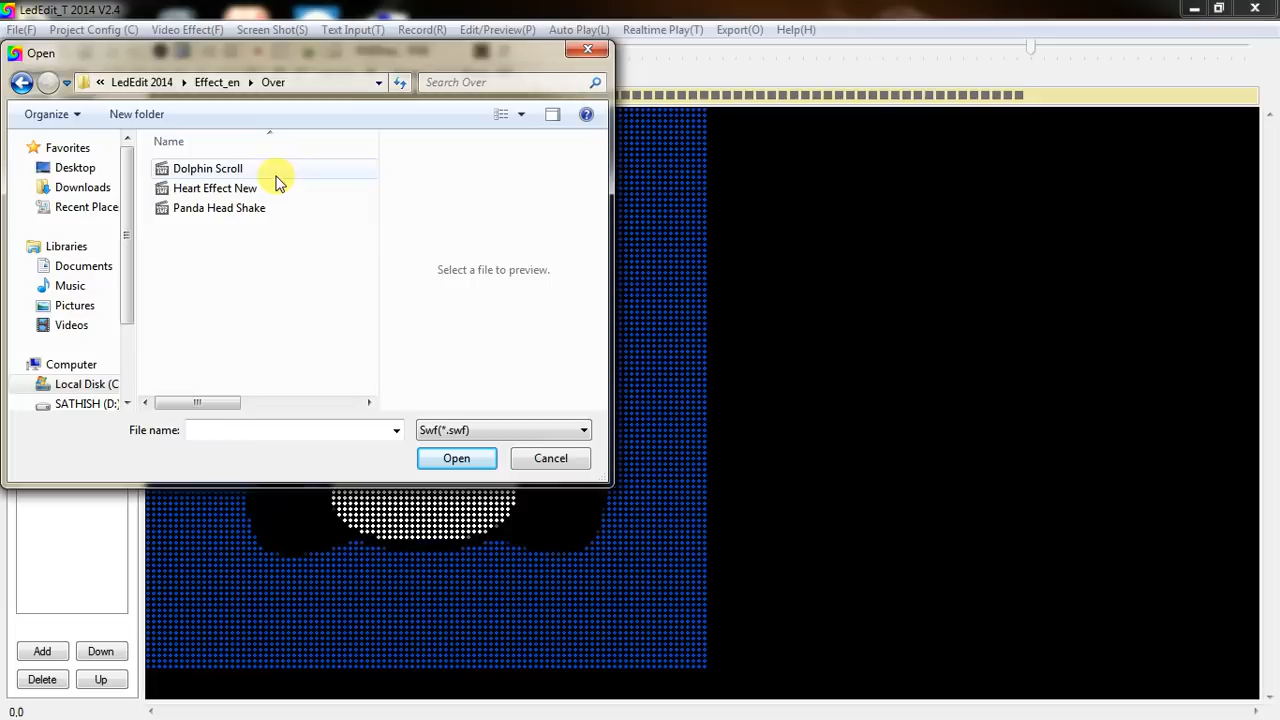 LedEdit_T 2014 V2.4
File(F) Project Config (C) Video Effect(F) Screen Shot(S) Text Input(T) Record(R) Edit/Preview(P) Auto Play(L) Realtime Play(T) Export(O) Help(H)
Open
« LedEdit 2014 Effect_en Over Search Over
Organize New folder
Name
Favorites
Desktop
Downloads
Recent Place
Libraries
Documents
Music
Pictures
Videos
Computer
Local Disk (C
SATHISH (D:)
Dolphin Scroll
Heart Effect New
Panda Head Shake
Select a file to preview.
File name: Swf(*.swf)
Open Cancel
Add Down
Delete Up
0,0